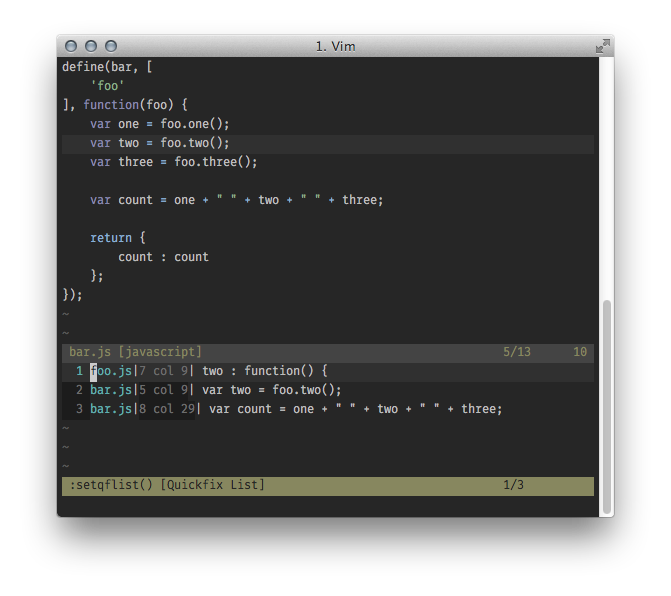 1. Vim
define(bar, [
    'foo'
], function(foo) {
    var one = foo.one();
    var two = foo.two();
    var three = foo.three();

    var count = one + " " + two + " " + three;

    return {
        count : count
    };
});
~
~
bar.js [javascript] 5/13 10
1 foo.js|7 col 9| two : function() {
2 bar.js|5 col 9| var two = foo.two();
3 bar.js|8 col 29| var count = one + " " + two + " " + three;
~
~
~
:setqflist() [Quickfix List] 1/3